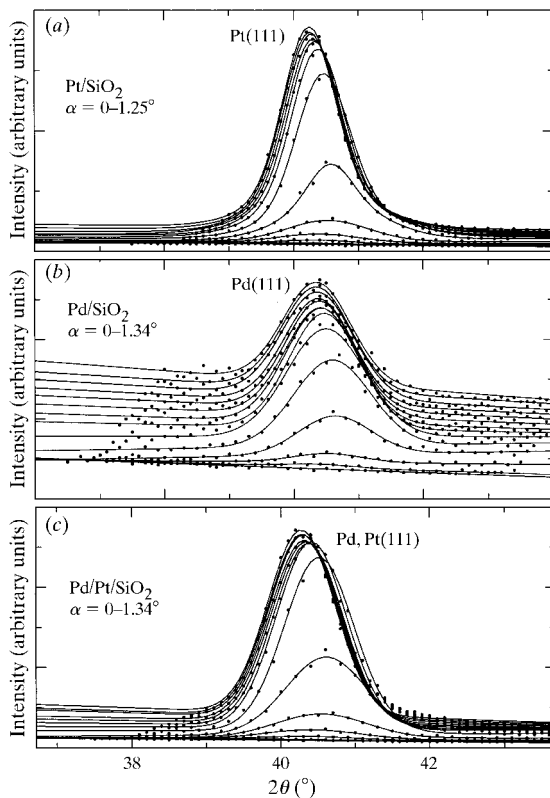 (a)
Pt(111)
Pt/SiO₂
α = 0–1.25°
Intensity (arbitrary units)
(b)
Pd(111)
Pd/SiO₂
α = 0–1.34°
Intensity (arbitrary units)
(c)
Pd, Pt(111)
Pd/Pt/SiO₂
α = 0–1.34°
Intensity (arbitrary units)
38 40 42
2θ (°)